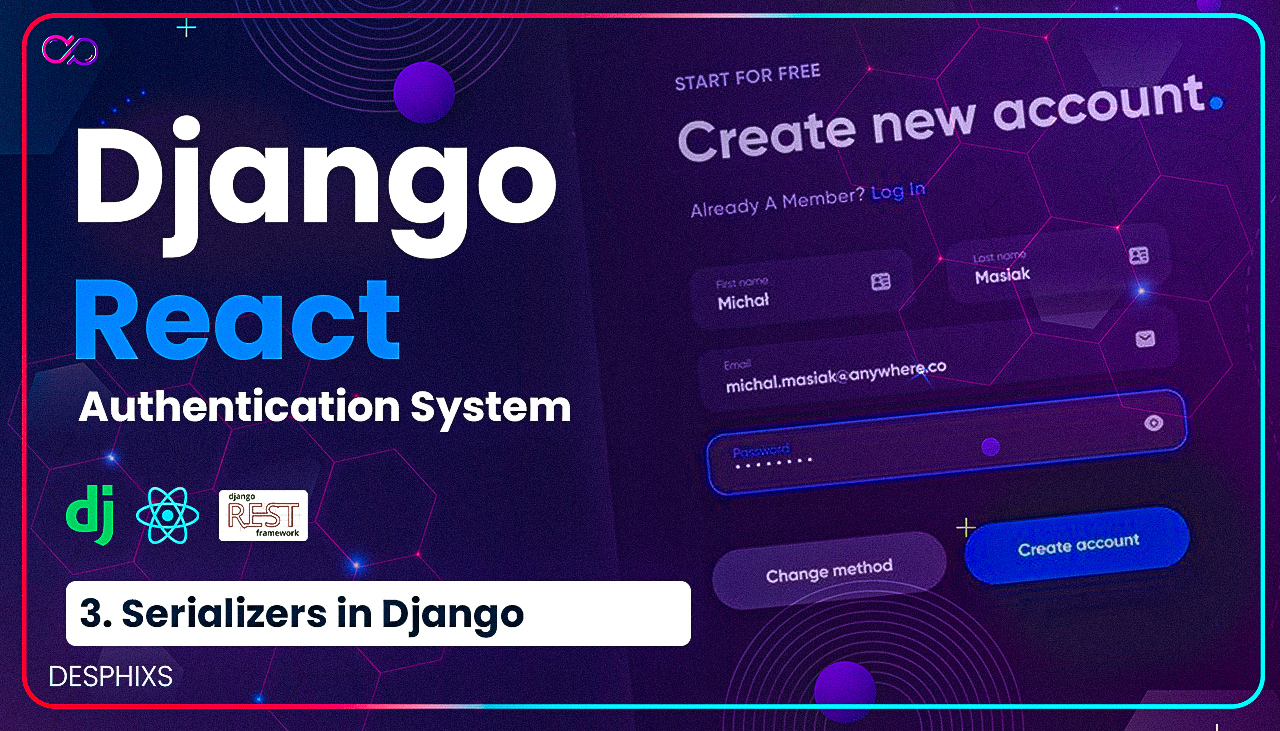 Django
React
Authentication System
dj
django
REST
framework
3. Serializers in Django
DESPHIXS
START FOR FREE
Create new account.
Already A Member? Log In
First name
Michał
Last name
Masiak
Email
michal.masiak@anywhere.co
Password
Change method
Create account